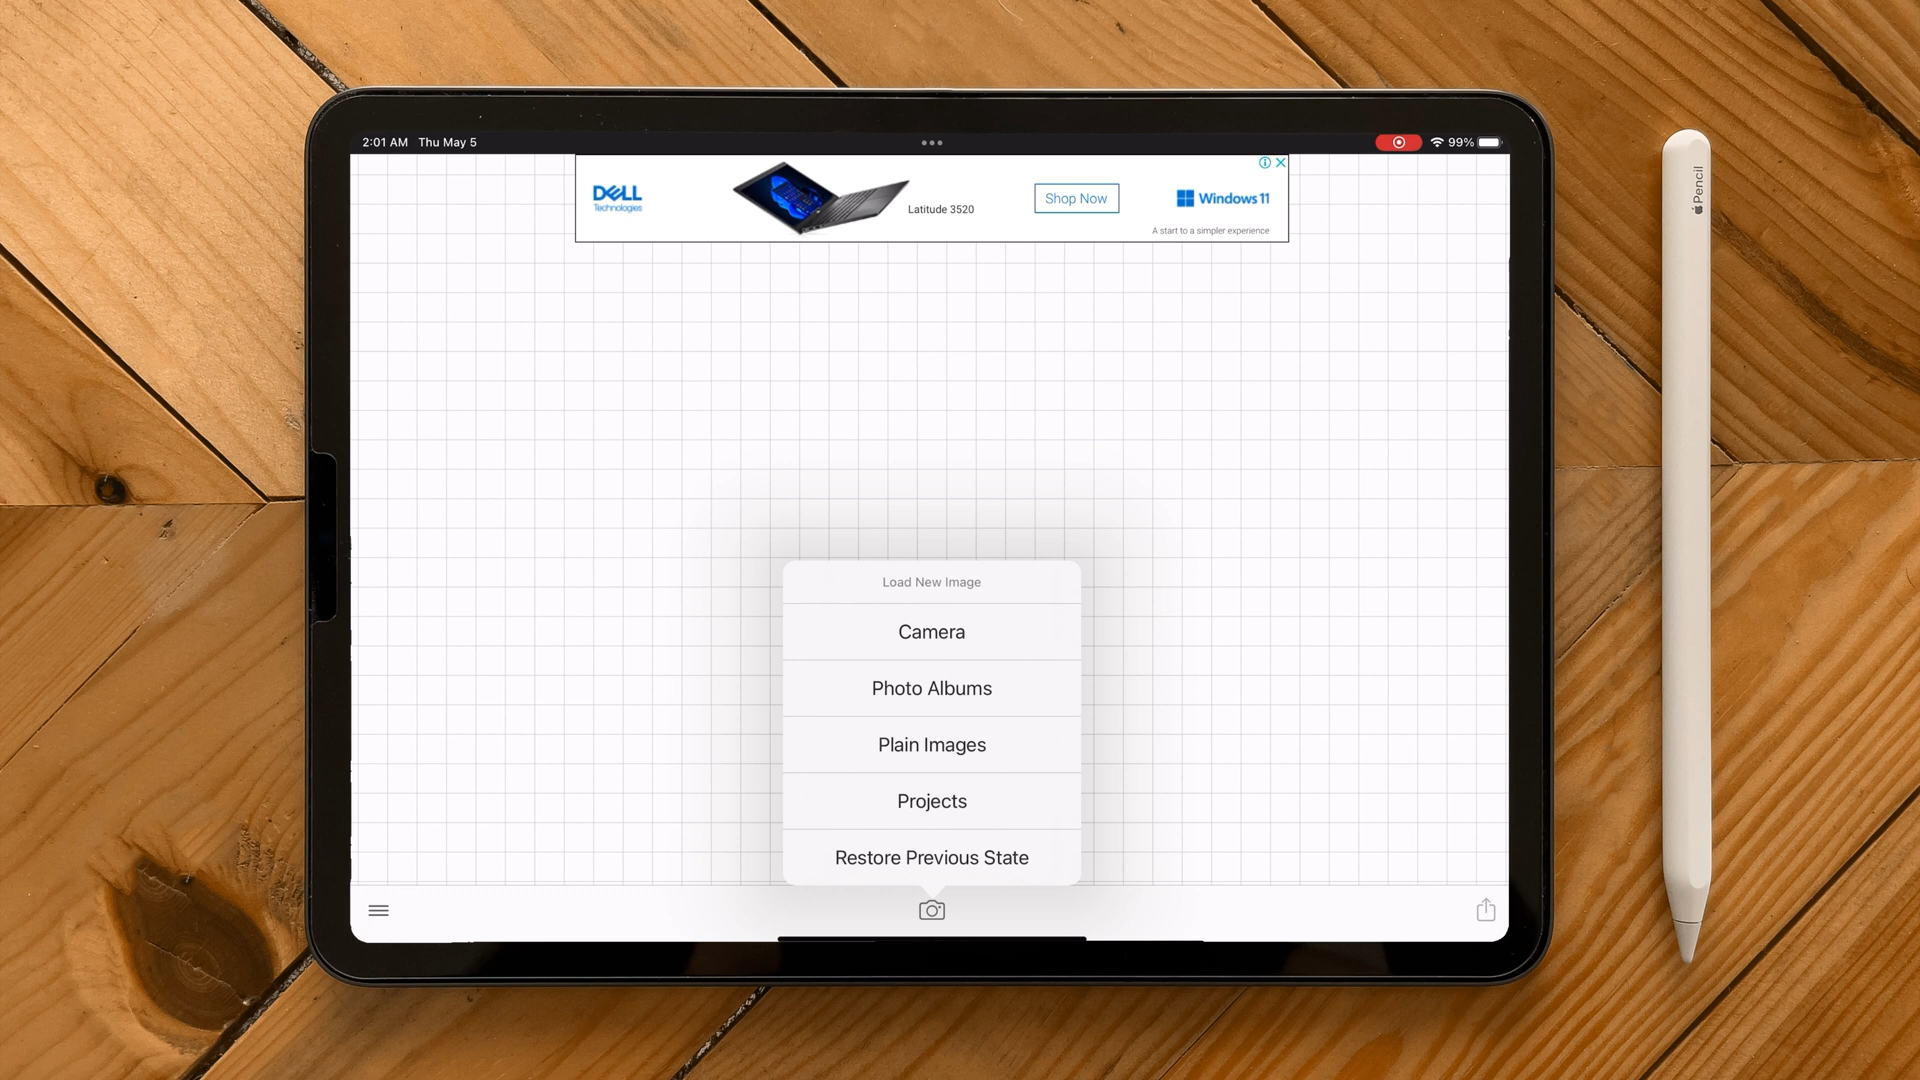 2:01 AM Thu May 5
99%
DELL
Technologies
Latitude 3520
Shop Now
Windows 11
A start to a simpler experience
Load New Image
Camera
Photo Albums
Plain Images
Projects
Restore Previous State
Pencil